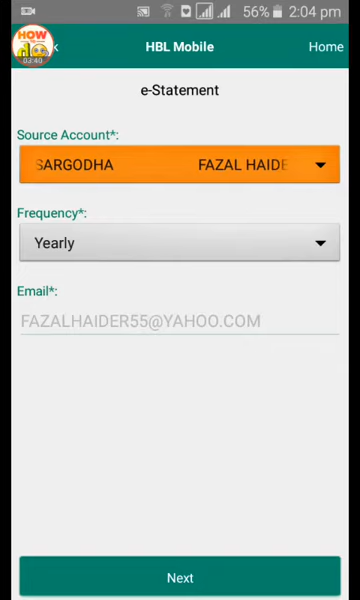 56% 2:04 pm
HOW
03:40
HBL Mobile
Home
e-Statement
Source Account*:
SARGODHA FAZAL HAIDE
Frequency*:
Yearly
Email*:
FAZALHAIDER55@YAHOO.COM
Next